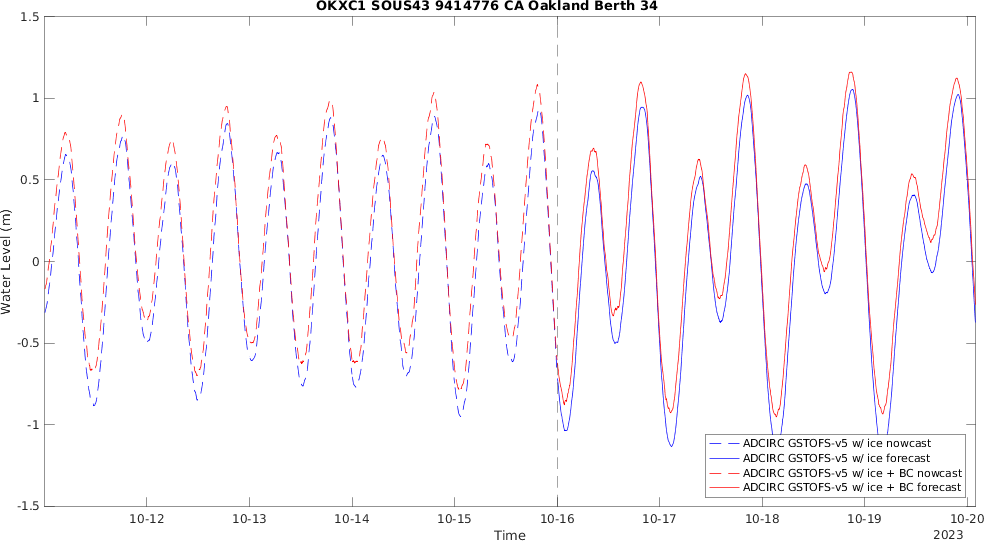 OKXC1 SOUS43 9414776 CA Oakland Berth 34
1.5
1
0.5
0
-0.5
-1
-1.5
Water Level (m)
ADCIRC GSTOFS-v5 w/ ice nowcast
ADCIRC GSTOFS-v5 w/ ice forecast
ADCIRC GSTOFS-v5 w/ ice + BC nowcast
ADCIRC GSTOFS-v5 w/ ice + BC forecast
10-12 10-13 10-14 10-15 10-16 10-17 10-18 10-19 10-20
Time
2023